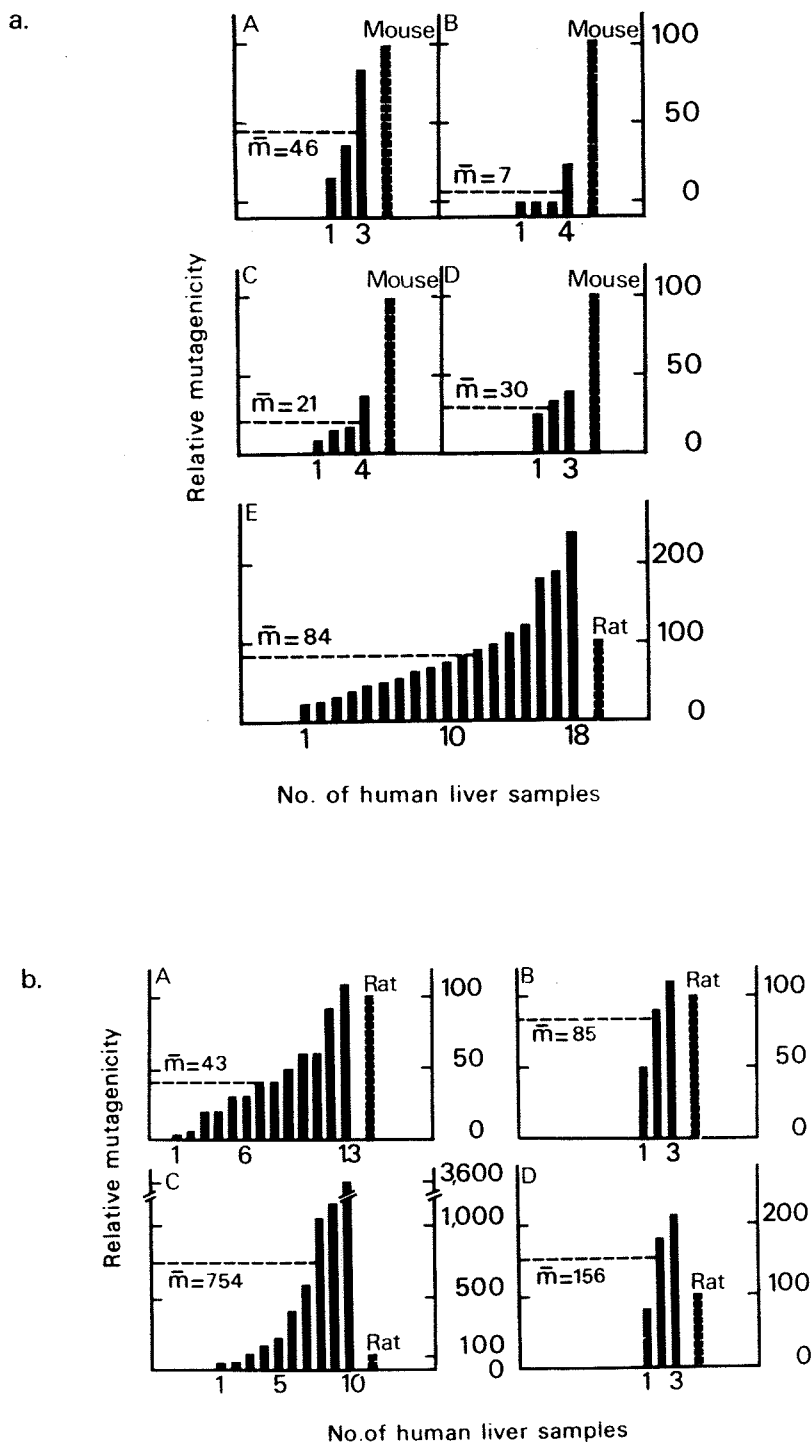 a.
A
Mouse
B
Mouse
100
50
0
m̄=46
m̄=7
1 3
1 4
Relative mutagenicity
C
Mouse
D
Mouse
100
50
0
m̄=21
m̄=30
1 4
1 3
E
200
100
0
m̄=84
Rat
1 10 18
No. of human liver samples
b.
A
Rat
100
50
0
m̄=43
1 6 13
B
Rat
100
50
0
m̄=85
1 3
Relative mutagenicity
C
3,600
1,000
500
100
0
m̄=754
Rat
1 5 10
D
200
100
0
m̄=156
Rat
1 3
No.of human liver samples